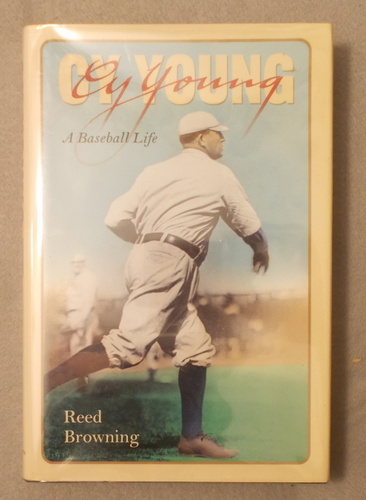 CY YOUNG
Cy Young
A Baseball Life
Reed
Browning